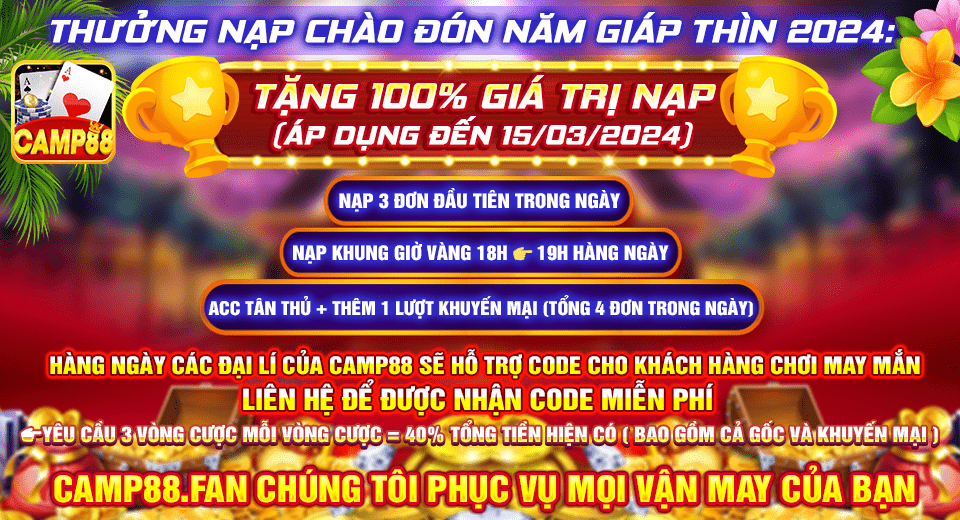 THƯỞNG NẠP CHÀO ĐÓN NĂM GIÁP THÌN 2024:
CAMP88
TẶNG 100% GIÁ TRỊ NẠP
(ÁP DỤNG ĐẾN 15/03/2024)
NẠP 3 ĐƠN ĐẦU TIÊN TRONG NGÀY
NẠP KHUNG GIỜ VÀNG 18H 👉 19H HÀNG NGÀY
ACC TÂN THỦ + THÊM 1 LƯỢT KHUYẾN MẠI (TỔNG 4 ĐƠN TRONG NGÀY)
HÀNG NGÀY CÁC ĐẠI LÍ CỦA CAMP88 SẼ HỖ TRỢ CODE CHO KHÁCH HÀNG CHƠI MAY MẮN
LIÊN HỆ ĐỂ ĐƯỢC NHẬN CODE MIỄN PHÍ
👉YÊU CẦU 3 VÒNG CƯỢC MỖI VÒNG CƯỢC = 40% TỔNG TIỀN HIỆN CÓ ( BAO GỒM CẢ GỐC VÀ KHUYẾN MẠI )
CAMP88.FAN CHÚNG TÔI PHỤC VỤ MỌI VẬN MAY CỦA BẠN